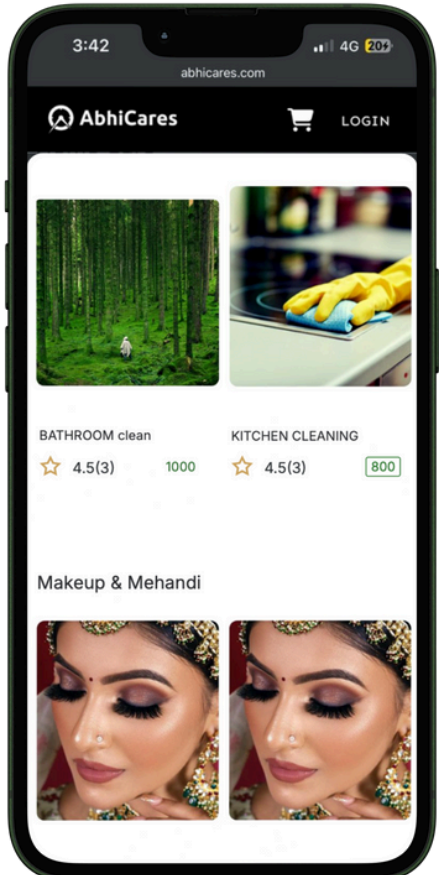 3:42
4G 20
abhicares.com
AbhiCares
LOGIN
BATHROOM clean
KITCHEN CLEANING
4.5(3) 1000
4.5(3) 800
Makeup & Mehandi